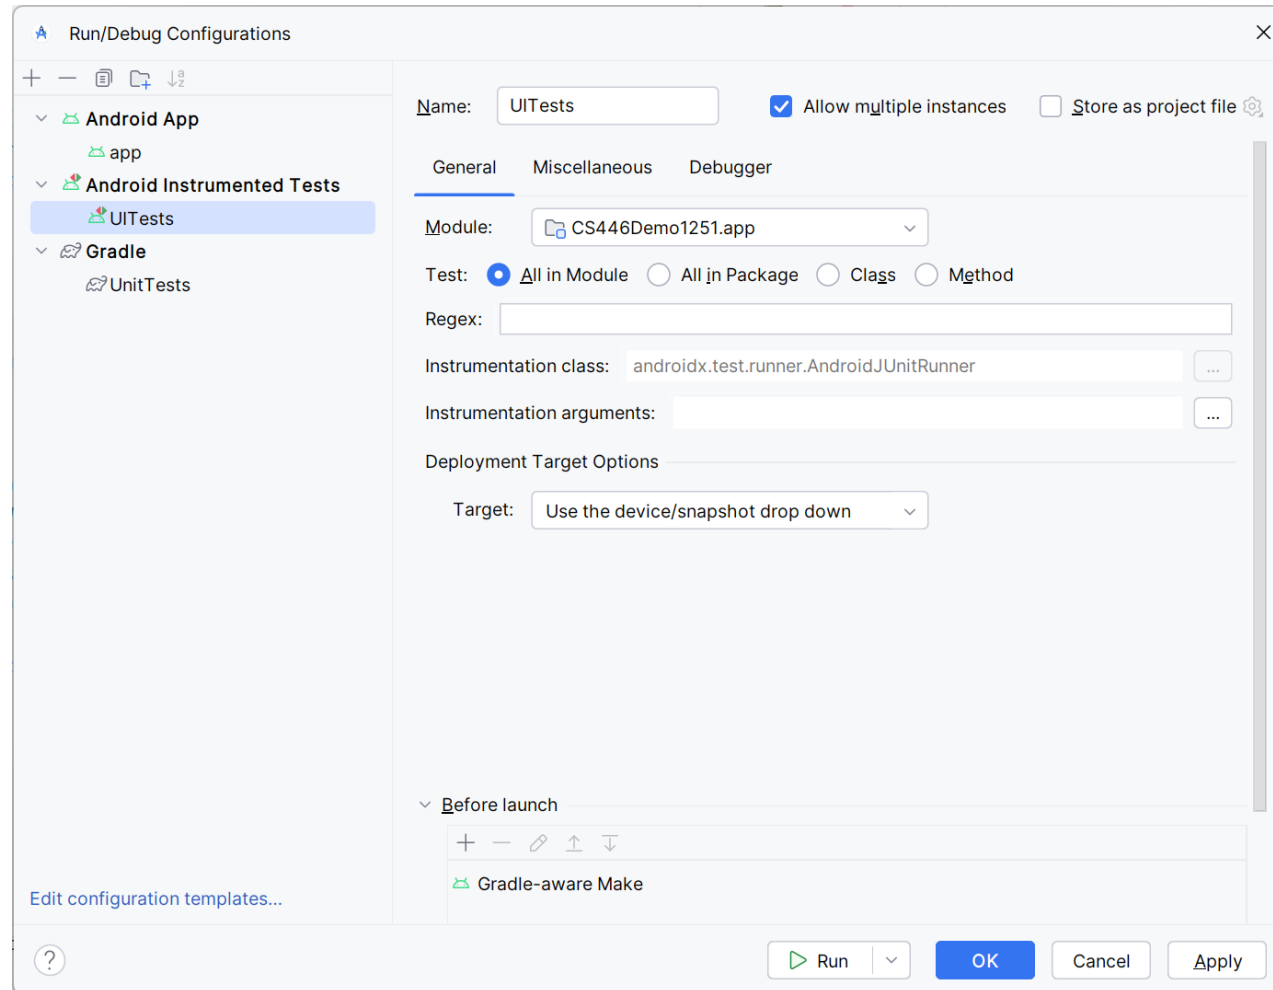 Run/Debug Configurations
Android App
app
Android Instrumented Tests
UITests
Gradle
UnitTests
Edit configuration templates...
Name: UITests Allow multiple instances Store as project file
General Miscellaneous Debugger
Module: CS446Demo1251.app
Test: All in Module All in Package Class Method
Regex:
Instrumentation class: androidx.test.runner.AndroidJUnitRunner ...
Instrumentation arguments: ...
Deployment Target Options
Target: Use the device/snapshot drop down
Before launch
Gradle-aware Make
? Run OK Cancel Apply